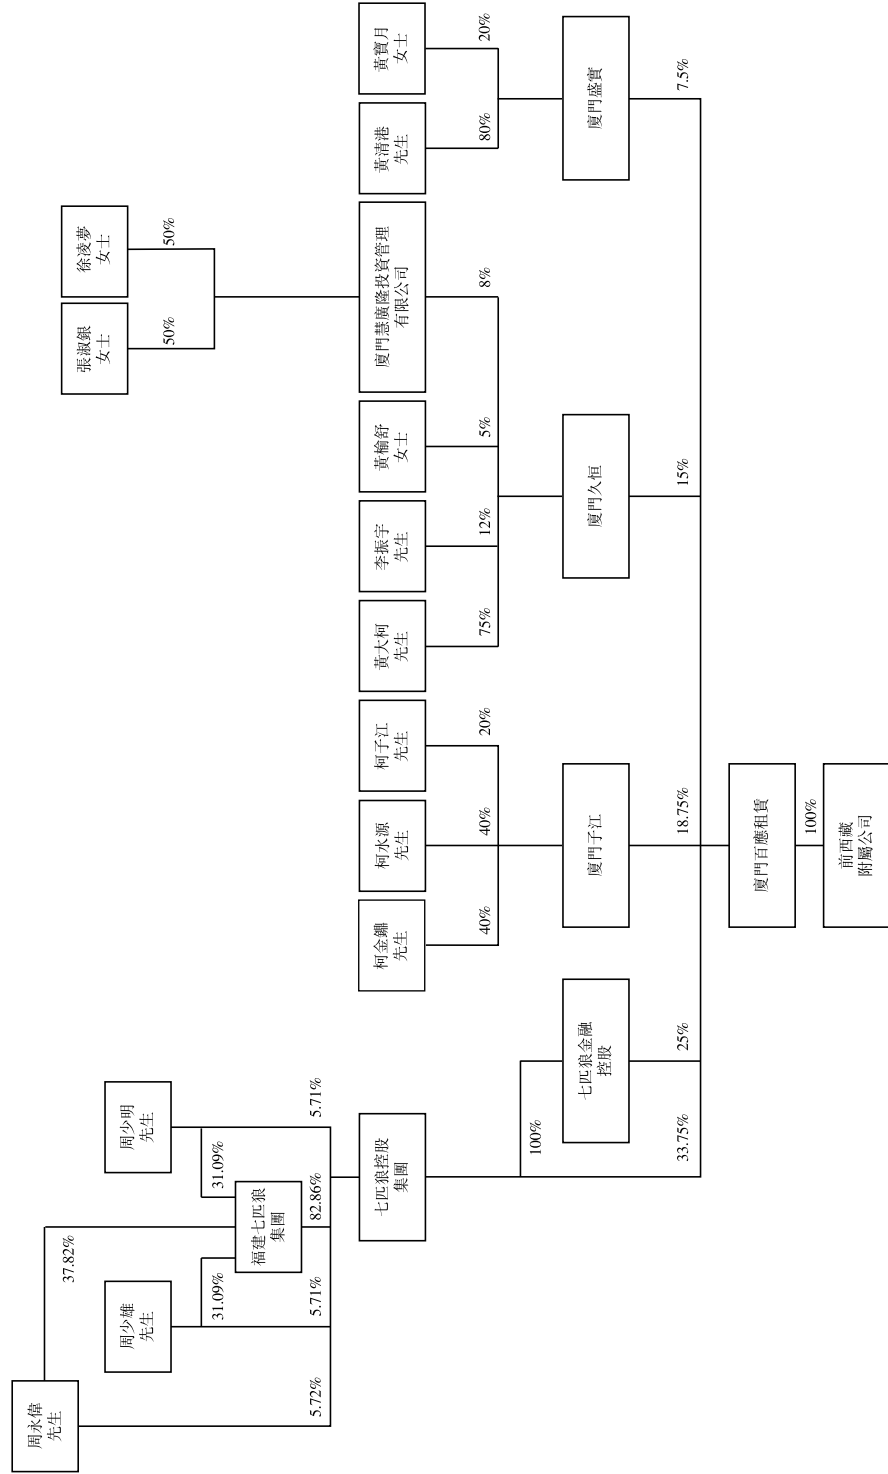 周永偉
先生
37.82%
周少雄
先生
周少明
先生
31.09%
31.09%
福建七匹狼
集團
5.72%
5.71%
82.86%
5.71%
張淑銀
女士
徐凌夢
女士
50%
50%
七匹狼控股
集團
柯金鐤
先生
柯水源
先生
柯子江
先生
黃大柯
先生
李振宇
先生
黃榆舒
女士
廈門慧廣隆投資管理
有限公司
黃清港
先生
黃寶月
女士
40%
40%
20%
75%
12%
5%
8%
80%
20%
100%
七匹狼金融
控股
廈門子江
廈門久恒
廈門盛實
33.75%
25%
18.75%
15%
7.5%
廈門百應租賃
100%
前西藏
附屬公司